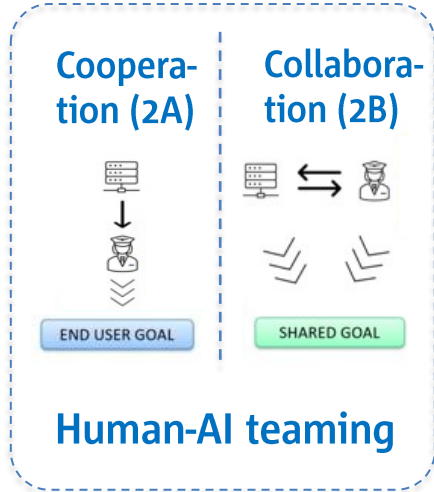 Coopera-
tion (2A)
Collabora-
tion (2B)
END USER GOAL
SHARED GOAL
Human-AI teaming